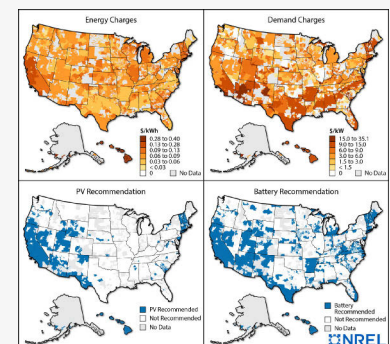 Energy Charges
Demand Charges
$/kWh
0.28 to 0.40
0.13 to 0.28
0.09 to 0.13
0.06 to 0.09
0.03 to 0.06
< 0.03
0
No Data
$/kW
15.0 to 35.1
9.0 to 15.0
6.0 to 9.0
3.0 to 6.0
1.5 to 3.0
< 1.5
0
No Data
PV Recommendation
Battery Recommendation
PV Recommended
Not Recommended
No Data
Battery
Recommended
Not Recommended
No Data
NREL